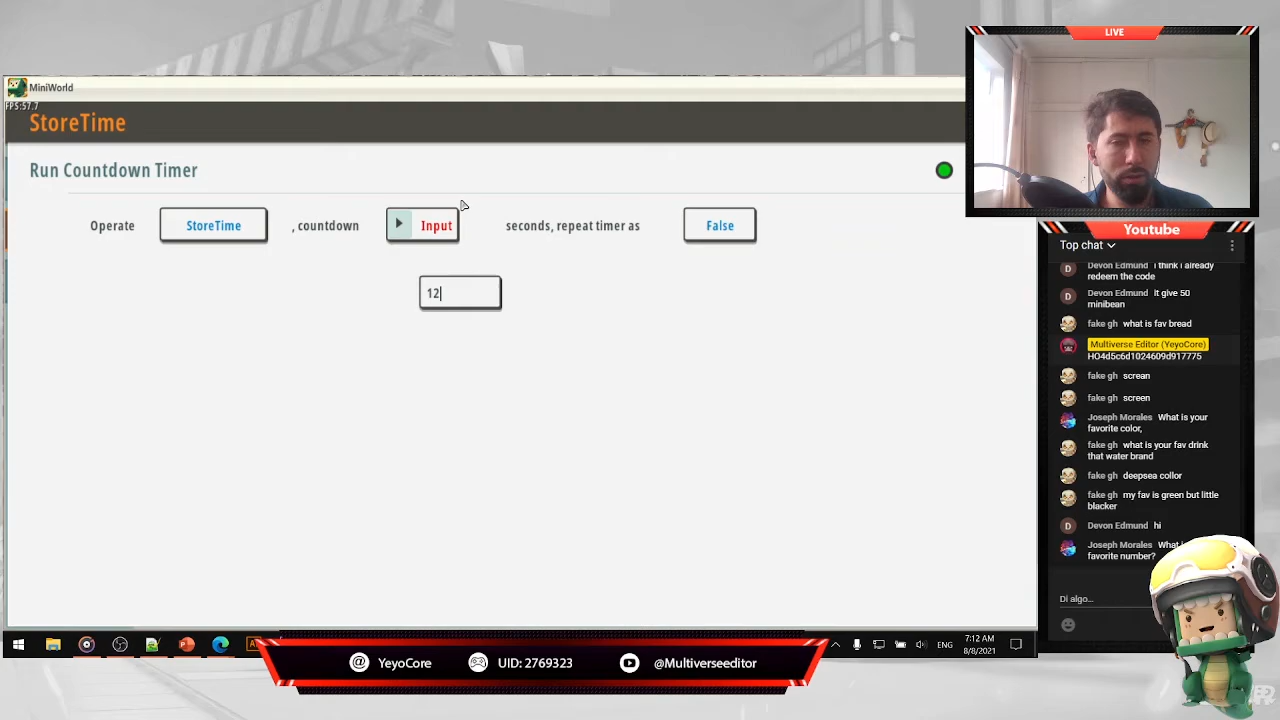 LIVE
MiniWorld
FPS:57.7
StoreTime
Run Countdown Timer
Operate StoreTime , countdown Input seconds, repeat timer as False
12
Youtube
Top chat
Devon Edmund i think i already
redeem the code
Devon Edmund It give 50
minibean
fake gh what is fav bread
Multiverse Editor (YeyoCore)
HO4d5c6d1024609d917775
fake gh screan
fake gh screen
Joseph Morales What is your
favorite color,
fake gh what is your fav drink
that water brand
fake gh deepsea collor
fake gh my fav is green but little
blacker
Devon Edmund hi
Joseph Morales What
favorite number?
Di algo...
ENG
7:12 AM
8/8/2021
YeyoCore
UID: 2769323
@Multiverseeditor